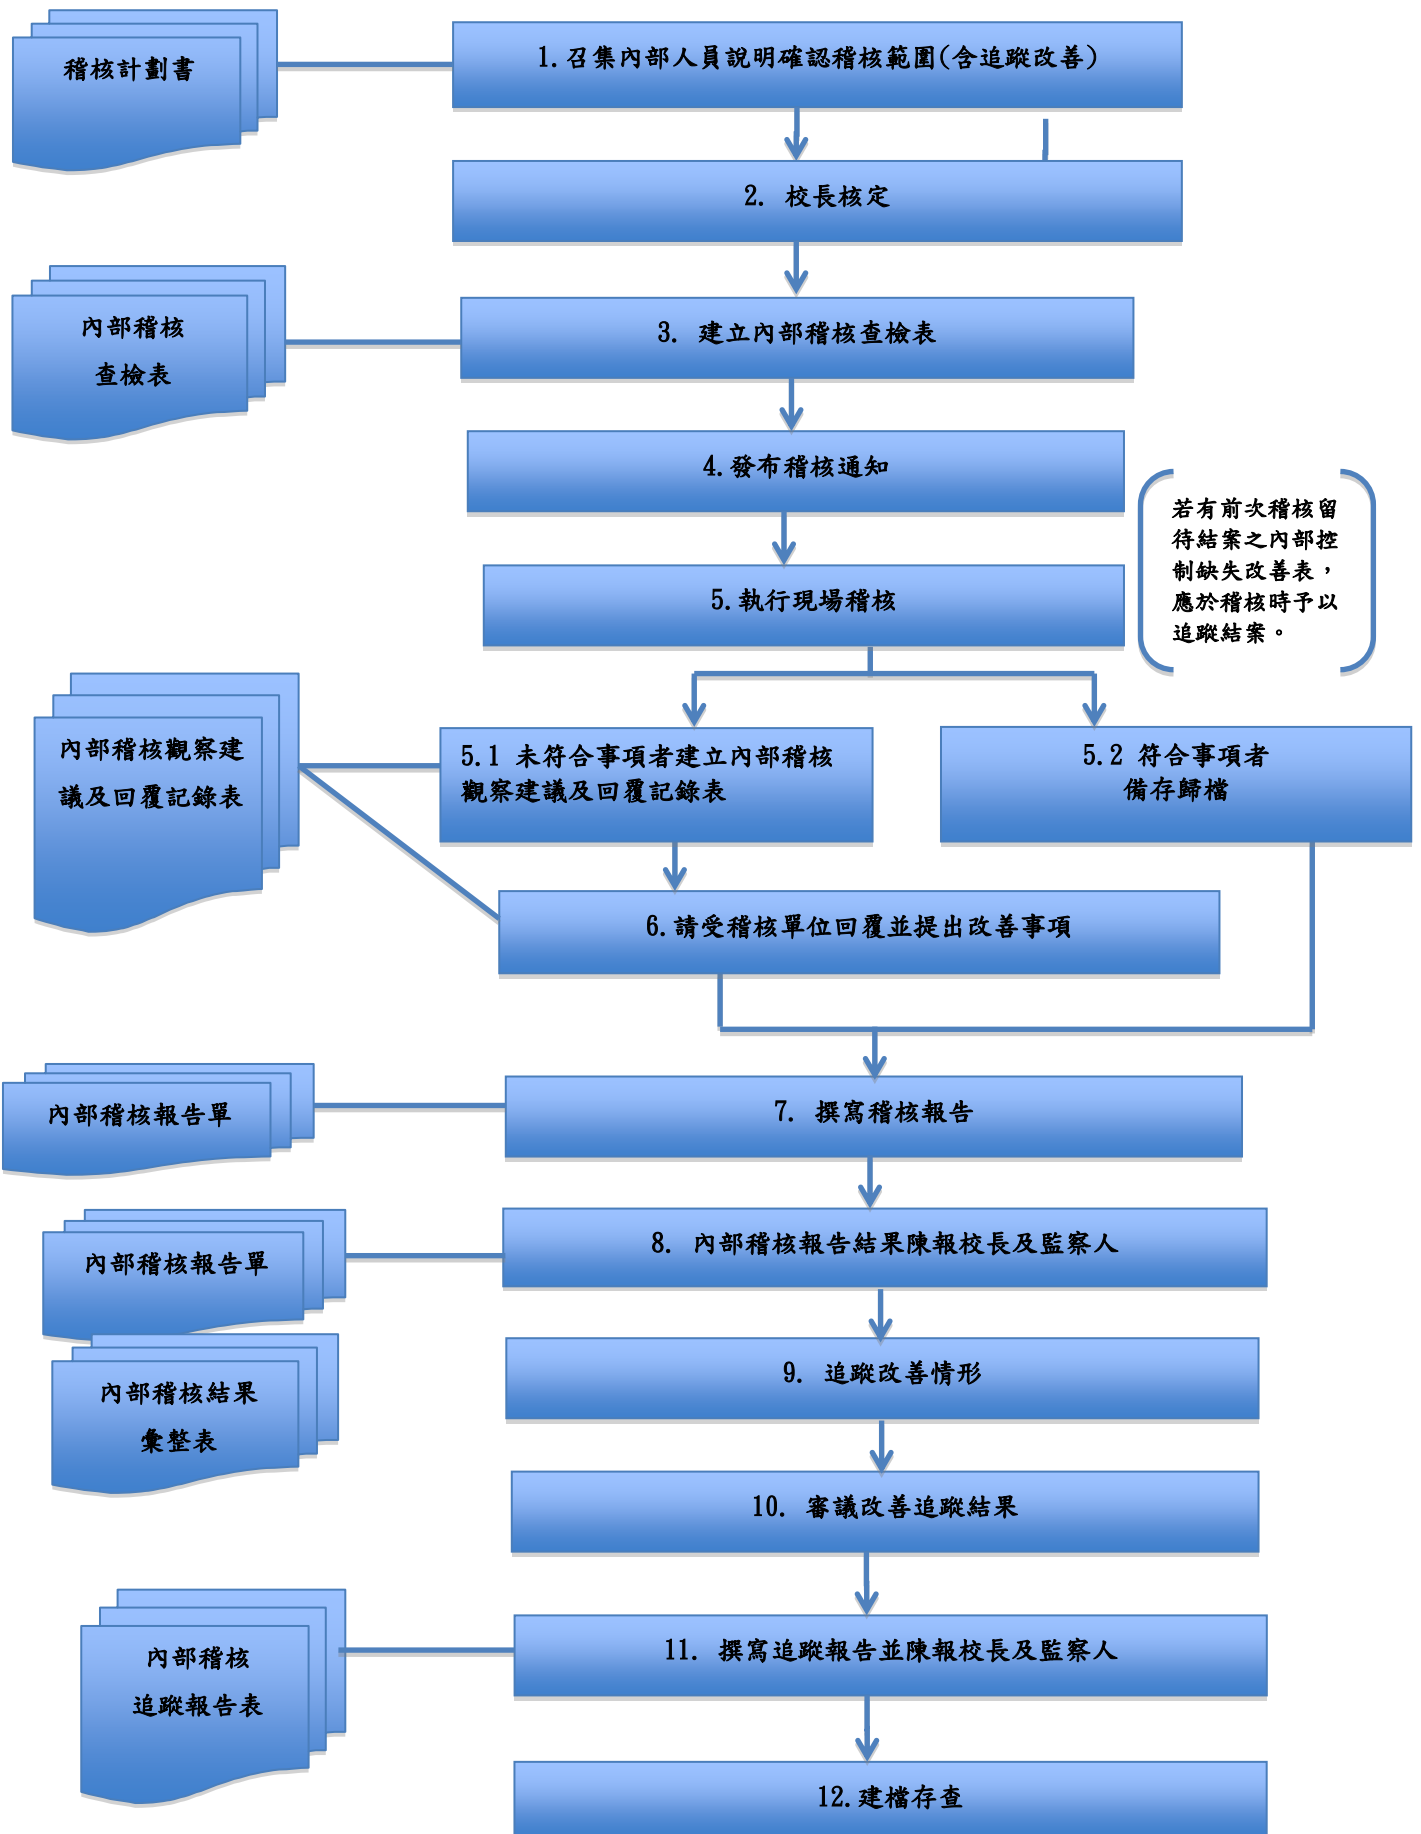 稽核計劃書
1.召集內部人員說明確認稽核範圍(含追蹤改善)
2. 校長核定
內部稽核
查檢表
3. 建立內部稽核查檢表
4.發布稽核通知
若有前次稽核留
待結案之內部控
制缺失改善表，
應於稽核時予以
追蹤結案。
5.執行現場稽核
內部稽核觀察建
議及回覆記錄表
5.1 未符合事項者建立內部稽核
觀察建議及回覆記錄表
5.2 符合事項者
備存歸檔
6.請受稽核單位回覆並提出改善事項
內部稽核報告單
7. 撰寫稽核報告
內部稽核報告單
8. 內部稽核報告結果陳報校長及監察人
內部稽核結果
彙整表
9. 追蹤改善情形
10. 審議改善追蹤結果
內部稽核
追蹤報告表
11. 撰寫追蹤報告並陳報校長及監察人
12.建檔存查